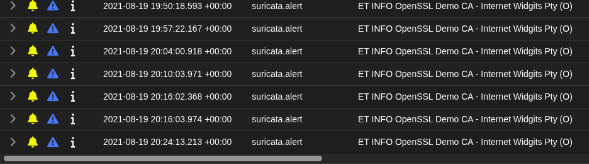 2021-08-19 19:50:18.593 +00:00 suricata.alert ET INFO OpenSSL Demo CA - Internet Widgits Pty (O)
2021-08-19 19:57:22.167 +00:00 suricata.alert ET INFO OpenSSL Demo CA - Internet Widgits Pty (O)
2021-08-19 20:04:00.918 +00:00 suricata.alert ET INFO OpenSSL Demo CA - Internet Widgits Pty (O)
2021-08-19 20:10:03.971 +00:00 suricata.alert ET INFO OpenSSL Demo CA - Internet Widgits Pty (O)
2021-08-19 20:16:02.368 +00:00 suricata.alert ET INFO OpenSSL Demo CA - Internet Widgits Pty (O)
2021-08-19 20:16:03.974 +00:00 suricata.alert ET INFO OpenSSL Demo CA - Internet Widgits Pty (O)
2021-08-19 20:24:13.213 +00:00 suricata.alert ET INFO OpenSSL Demo CA - Internet Widgits Pty (O)